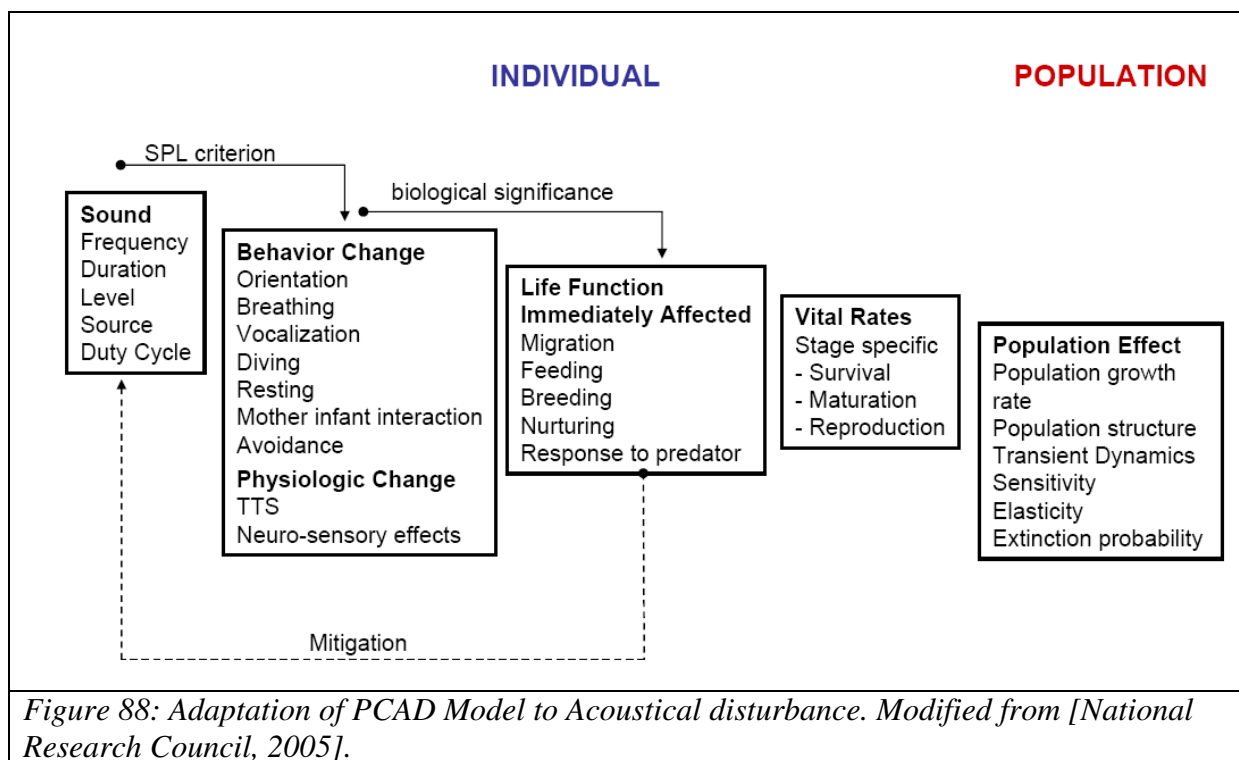 INDIVIDUAL
POPULATION
SPL criterion
biological significance
Sound
Frequency
Duration
Level
Source
Duty Cycle
Behavior Change
Orientation
Breathing
Vocalization
Diving
Resting
Mother infant interaction
Avoidance
Physiologic Change
TTS
Neuro-sensory effects
Life Function
Immediately Affected
Migration
Feeding
Breeding
Nurturing
Response to predator
Vital Rates
Stage specific
- Survival
- Maturation
- Reproduction
Population Effect
Population growth
rate
Population structure
Transient Dynamics
Sensitivity
Elasticity
Extinction probability
Mitigation
Figure 88: Adaptation of PCAD Model to Acoustical disturbance. Modified from [National
Research Council, 2005].